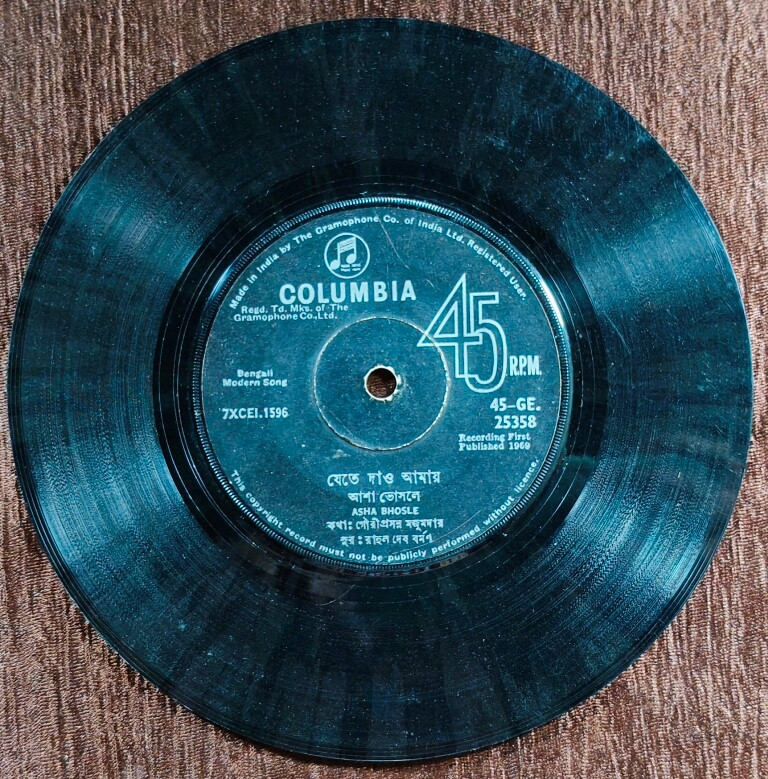 Made in India by The Gramophone Co. of India Ltd. Registered User.
COLUMBIA
Regd. Td. Mks. of The
Gramophone Co., Ltd.
45
R.P.M.
Bengali
Modern Song
7XCEI.1596
45-GE.
25358
Recording First
Published 1969
যেতে দাও আমায়
আশা ভোসলে
ASHA BHOSLE
কথা: গৌরীপ্রসন্ন মজুমদার
সুর: রাহুল দেব বর্মণ
This copyright record must not be publicly performed without licence.